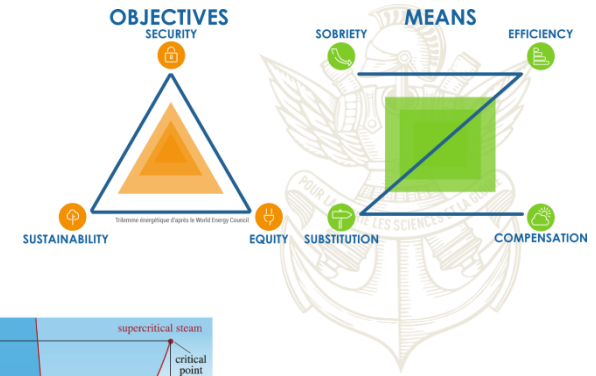 OBJECTIVES
SECURITY
SUSTAINABILITY
EQUITY
Trilemme énergétique d'après le World Energy Council
MEANS
SOBRIETY
EFFICIENCY
SUBSTITUTION
COMPENSATION
POUR
LES SCIENCES ET LA
supercritical steam
critical
point